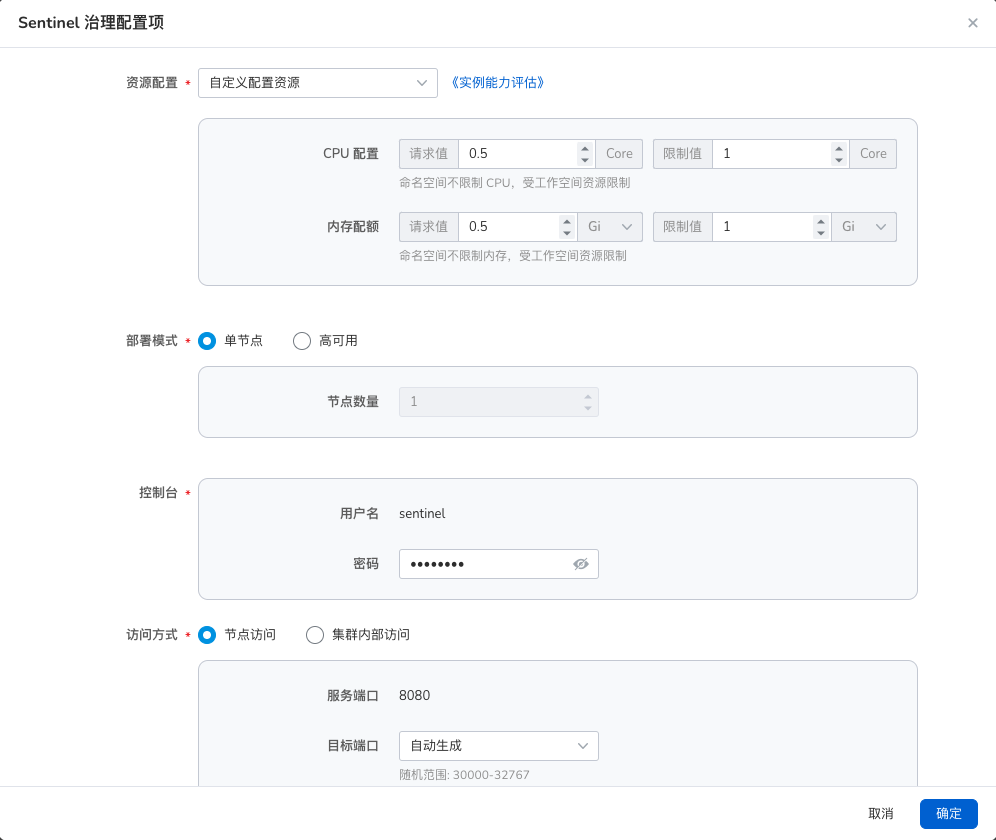 Sentinel 治理配置项
资源配置 * 自定义配置资源 《实例能力评估》
CPU 配置 请求值 0.5 Core 限制值 1 Core
命名空间不限制 CPU，受工作空间资源限制
内存配额 请求值 0.5 Gi 限制值 1 Gi
命名空间不限制内存，受工作空间资源限制
部署模式 * 单节点 高可用
节点数量 1
控制台 *
用户名 sentinel
密码 ••••••••
访问方式 * 节点访问 集群内部访问
服务端口 8080
目标端口 自动生成
随机范围: 30000-32767
取消 确定